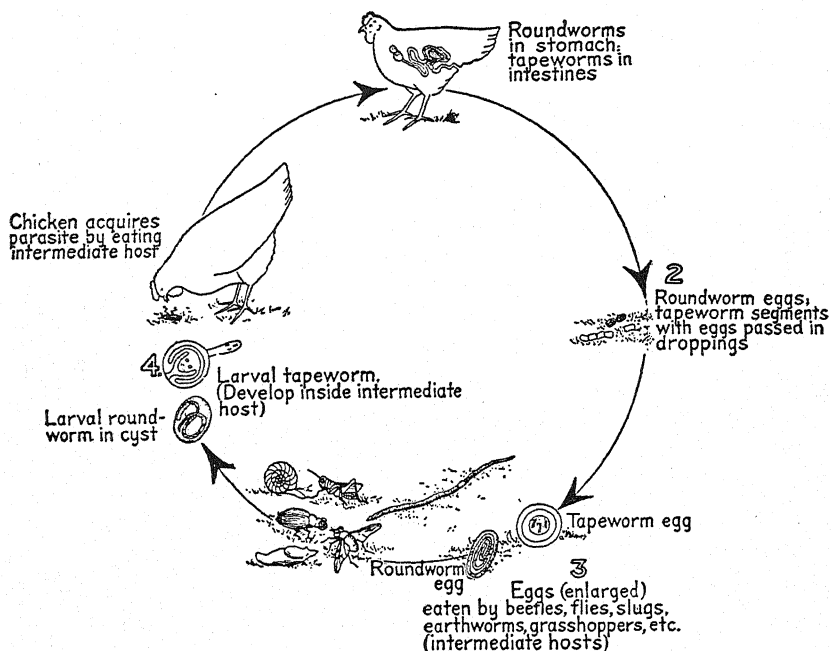 Roundworms
in stomach;
tapeworms in
intestines
2
Roundworm eggs;
tapeworm segments
with eggs passed in
droppings
Tapeworm egg
Roundworm
egg
3
Eggs (enlarged)
eaten by beetles, flies, slugs,
earthworms, grasshoppers, etc.
(intermediate hosts)
4.
Larval tapeworm.
(Develop inside intermediate
host)
Larval round-
worm in cyst
Chicken acquires
parasite by eating
intermediate host